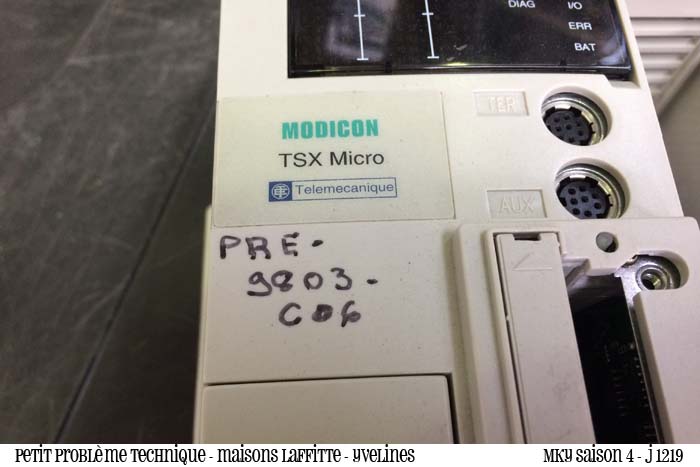 DIAG I/O
ERR
BAT
TER
MODICON
TSX Micro
Telemecanique
AUX
PRE-
9803-
C06
Petit problème technique - maisons laffitte - yvelines
MKY saison 4 - J 1219